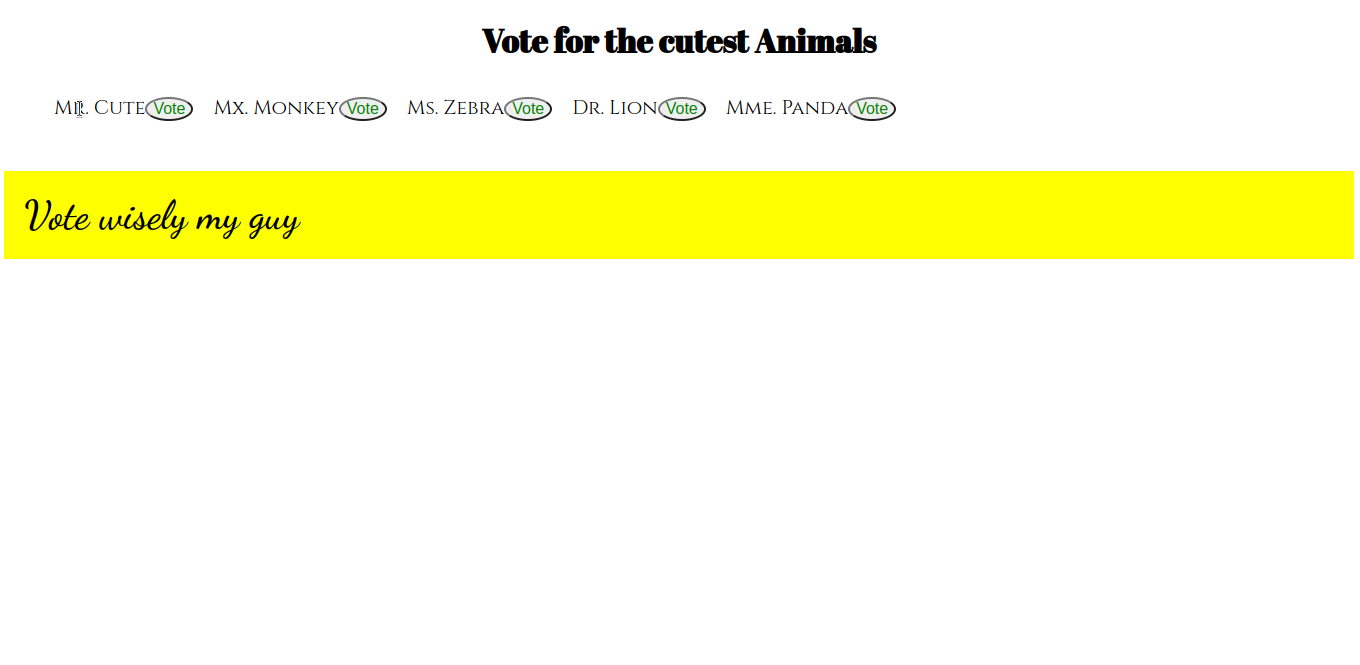 Vote for the cutest Animals
Mr. Cute Vote Mx. Monkey Vote Ms. Zebra Vote Dr. Lion Vote Mme. Panda Vote
Vote wisely my guy